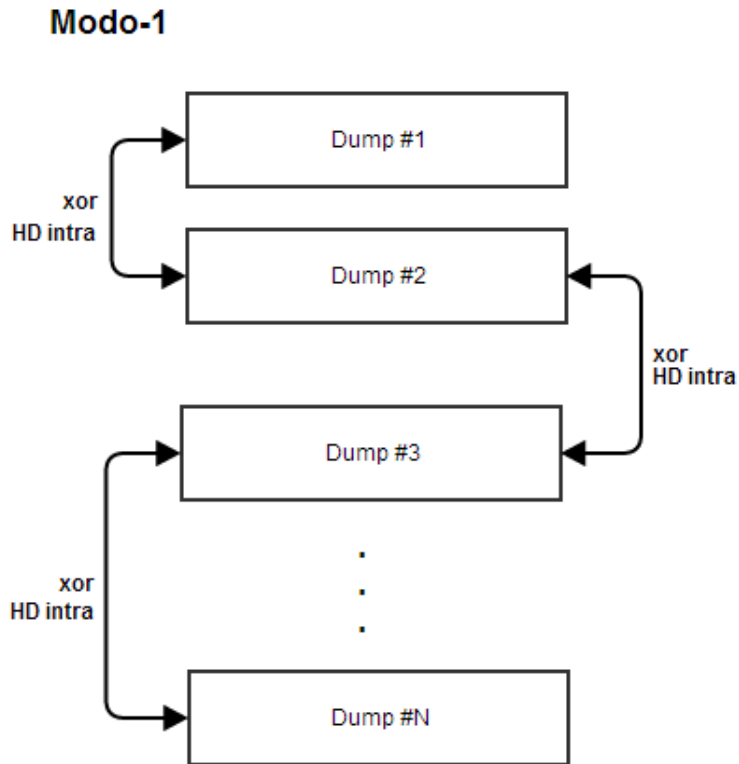 Modo-1
Dump #1
xor
HD intra
Dump #2
xor
HD intra
Dump #3
.
.
.
xor
HD intra
Dump #N